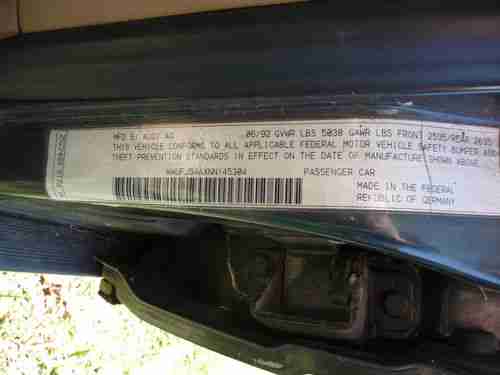 MFD BY AUDI AG 06/92 GVWR LBS 5038 GAWR LBS FRONT REAR 2635
THIS VEHICLE CONFORMS TO ALL APPLICABLE FEDERAL MOTOR VEHICLE SAFETY BUMPER AND
THEFT PREVENTION STANDARDS IN EFFECT ON THE DATE OF MANUFACTURE SHOWN ABOVE
PASSENGER CAR
MADE IN THE FEDERAL
REPUBLIC OF GERMANY